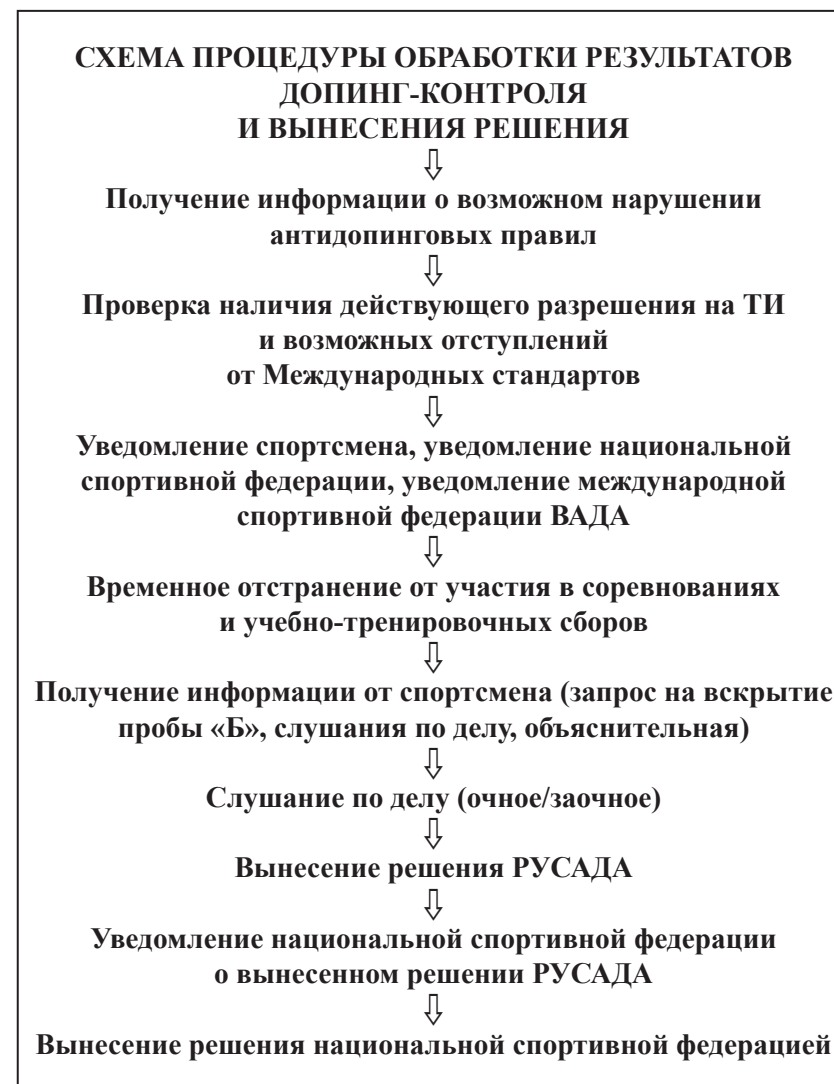 СХЕМА ПРОЦЕДУРЫ ОБРАБОТКИ РЕЗУЛЬТАТОВ
ДОПИНГ-КОНТРОЛЯ
И ВЫНЕСЕНИЯ РЕШЕНИЯ
⇩
Получение информации о возможном нарушении
антидопинговых правил
⇩
Проверка наличия действующего разрешения на ТИ
и возможных отступлений
от Международных стандартов
⇩
Уведомление спортсмена, уведомление национальной
спортивной федерации, уведомление международной
спортивной федерации ВАДА
⇩
Временное отстранение от участия в соревнованиях
и учебно-тренировочных сборов
⇩
Получение информации от спортсмена (запрос на вскрытие
пробы «Б», слушания по делу, объяснительная)
⇩
Слушание по делу (очное/заочное)
⇩
Вынесение решения РУСАДА
⇩
Уведомление национальной спортивной федерации
о вынесенном решении РУСАДА
⇩
Вынесение решения национальной спортивной федерацией